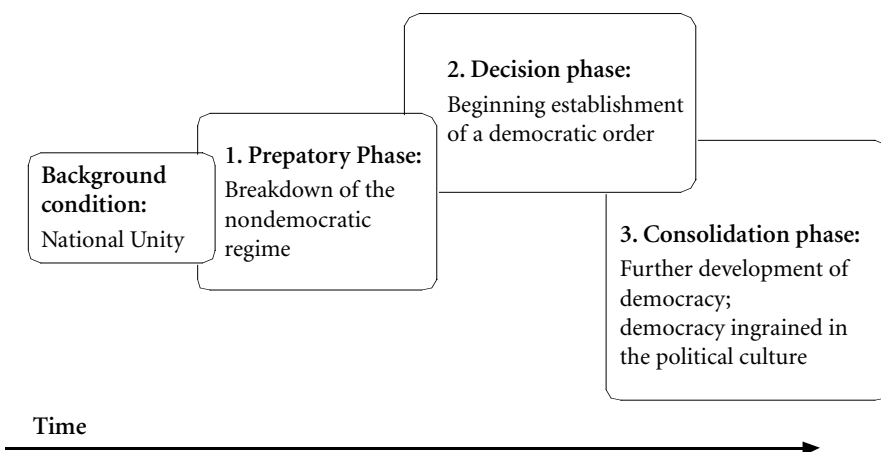 Background
condition:
National Unity
1. Prepatory Phase:
Breakdown of the
nondemocratic
regime
2. Decision phase:
Beginning establishment
of a democratic order
3. Consolidation phase:
Further development of
democracy;
democracy ingrained in
the political culture
Time